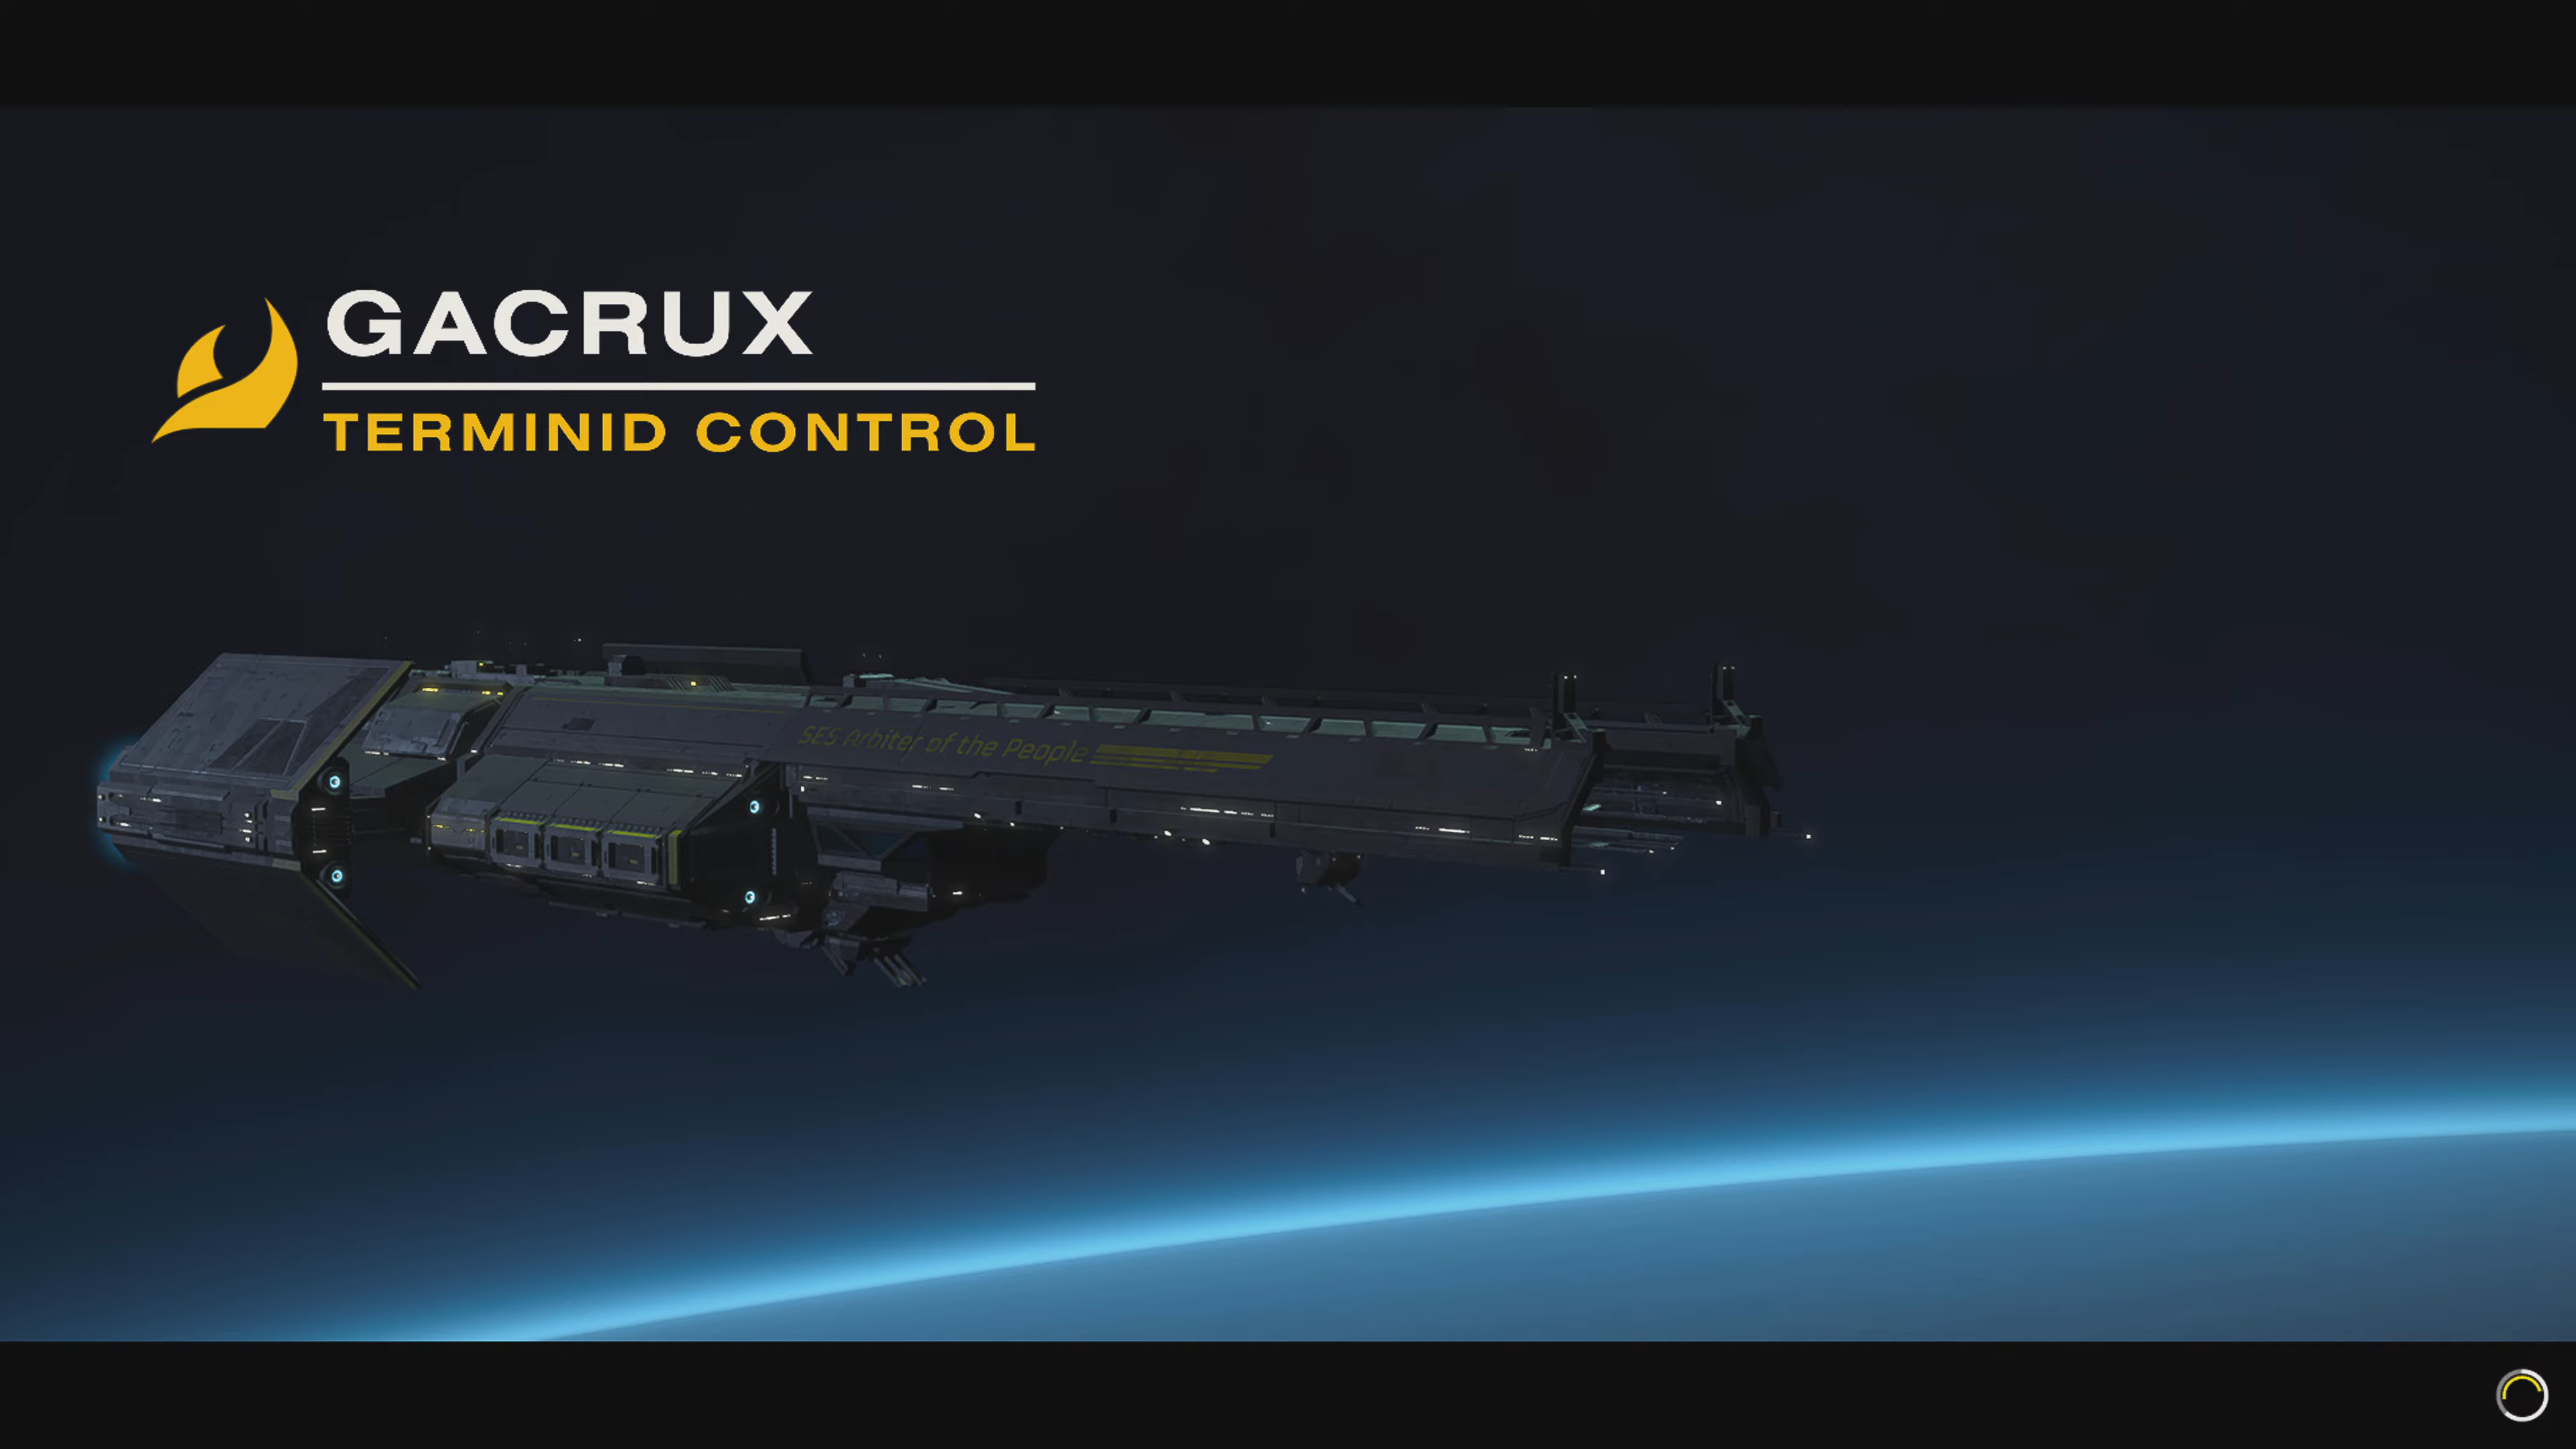 GACRUX
TERMINID CONTROL
SES Arbiter of the People